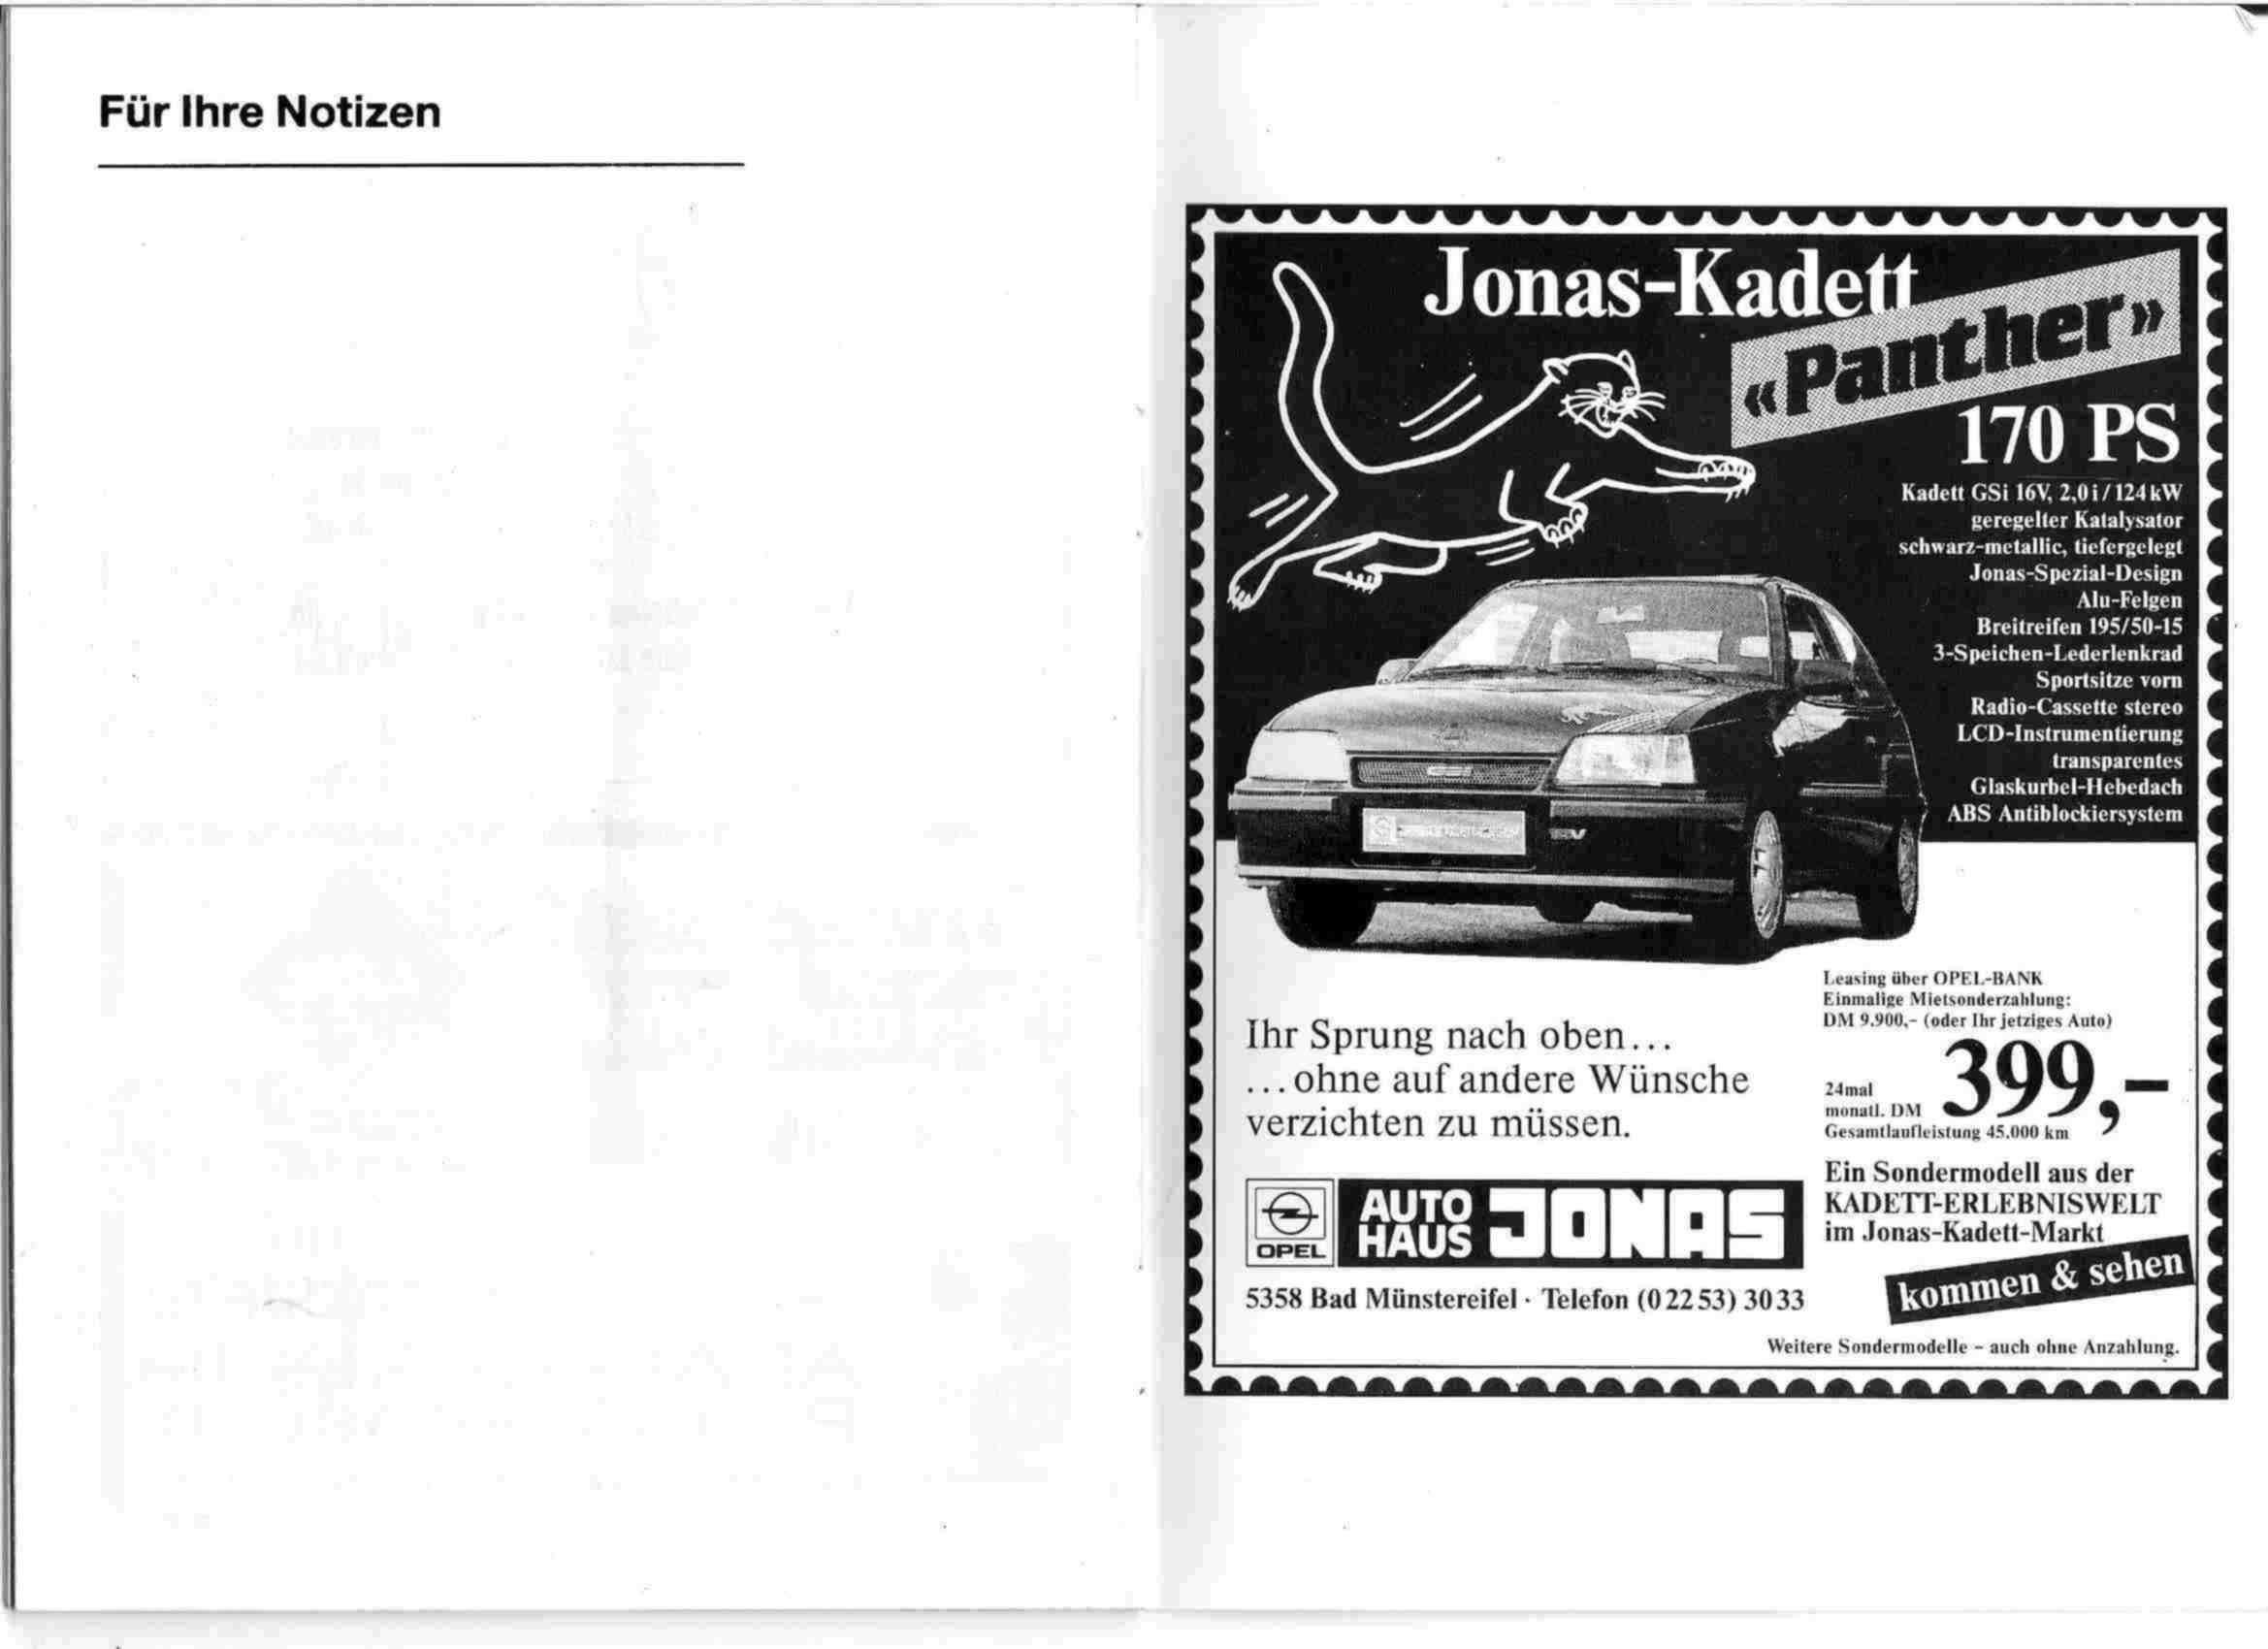 Für Ihre Notizen
Jonas-Kadett
«Panther»
170 PS
Kadett GSi 16V, 2,0i/124kW
geregelter Katalysator
schwarz-metallic, tiefergelegt
Jonas-Spezial-Design
Alu-Felgen
Breitreifen 195/50-15
3-Speichen-Lederlenkrad
Sportsitze vorn
Radio-Cassette stereo
LCD-Instrumentierung
transparentes
Glaskurbel-Hebedach
ABS Antiblockiersystem
Leasing über OPEL-BANK
Einmalige Mietsonderzahlung:
DM 9.900,- (oder Ihr jetziges Auto)
24mal
monatl. DM 399,–
Gesamtlaufleistung 45.000 km
Ihr Sprung nach oben...
...ohne auf andere Wünsche
verzichten zu müssen.
Ein Sondermodell aus der
KADETT-ERLEBNISWELT
im Jonas-Kadett-Markt
kommen & sehen
OPEL
AUTO
HAUS JONAS
5358 Bad Münstereifel · Telefon (0 22 53) 30 33
Weitere Sondermodelle – auch ohne Anzahlung.